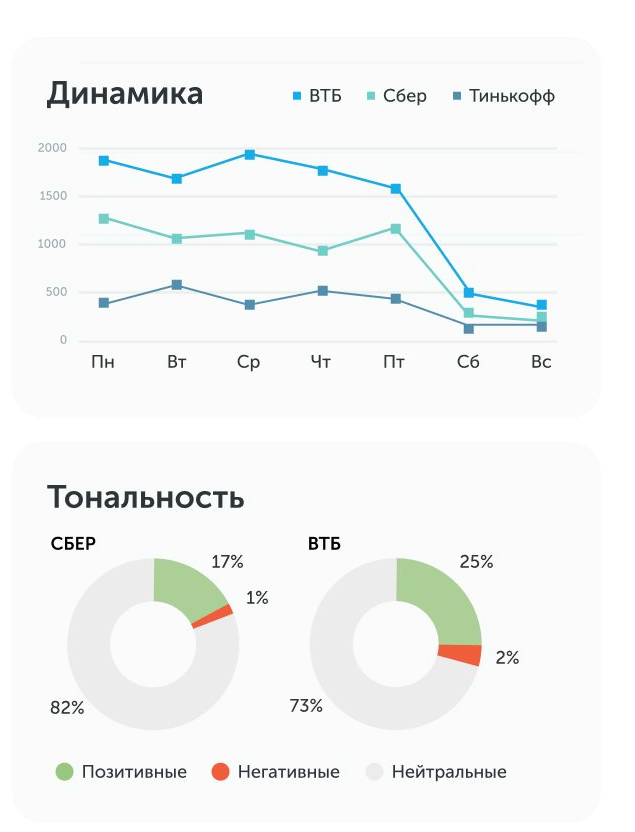 Динамика
ВТБ Сбер Тинькофф
2000
1500
1000
500
0
Пн Вт Ср Чт Пт Сб Вс
Тональность
СБЕР
17%
1%
82%
ВТБ
25%
2%
73%
Позитивные Негативные Нейтральные